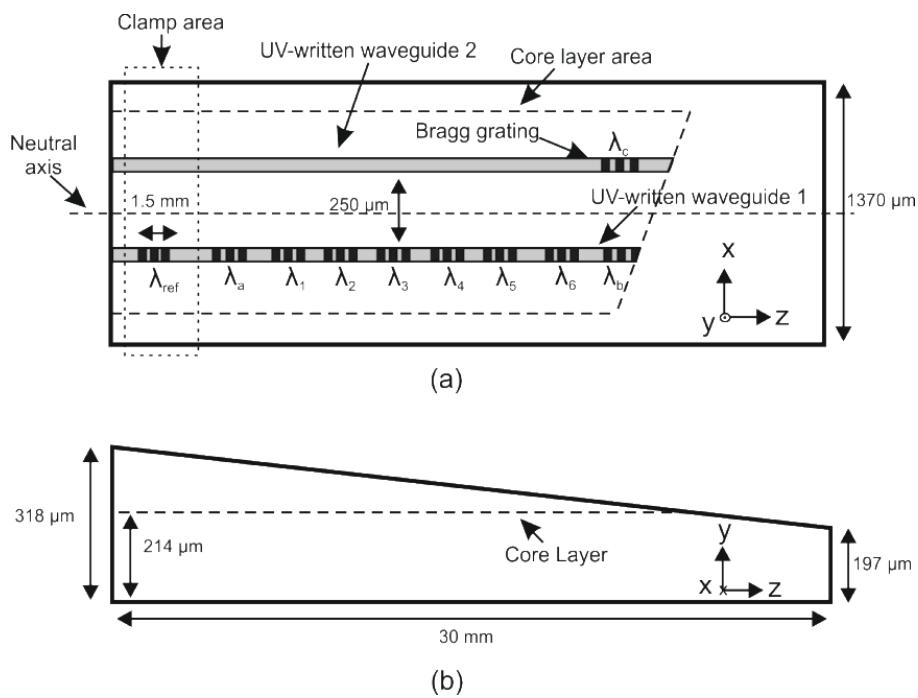 Clamp area
UV-written waveguide 2
Core layer area
Bragg grating
λc
Neutral
axis
1.5 mm
250 µm
UV-written waveguide 1
1370 µm
λref
λa
λ1
λ2
λ3
λ4
λ5
λ6
λb
x
y
z
(a)
318 µm
214 µm
Core Layer
y
x
z
197 µm
30 mm
(b)